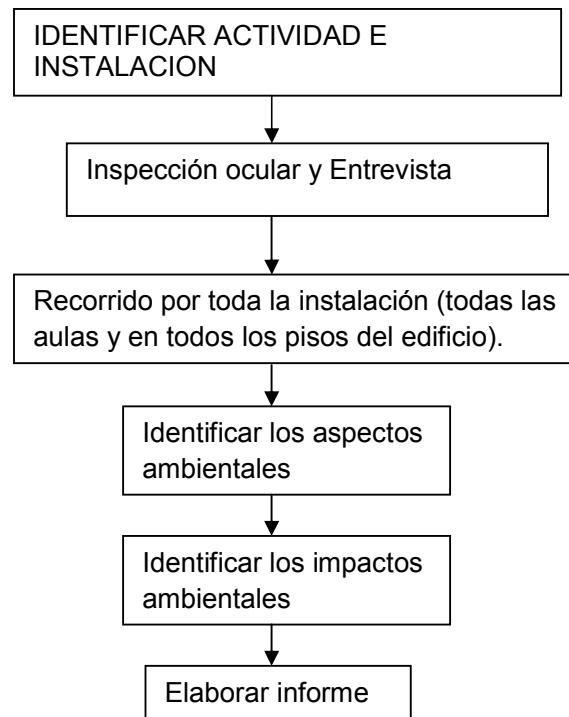 IDENTIFICAR ACTIVIDAD E
INSTALACION
Inspección ocular y Entrevista
Recorrido por toda la instalación (todas las
aulas y en todos los pisos del edificio).
Identificar los aspectos
ambientales
Identificar los impactos
ambientales
Elaborar informe